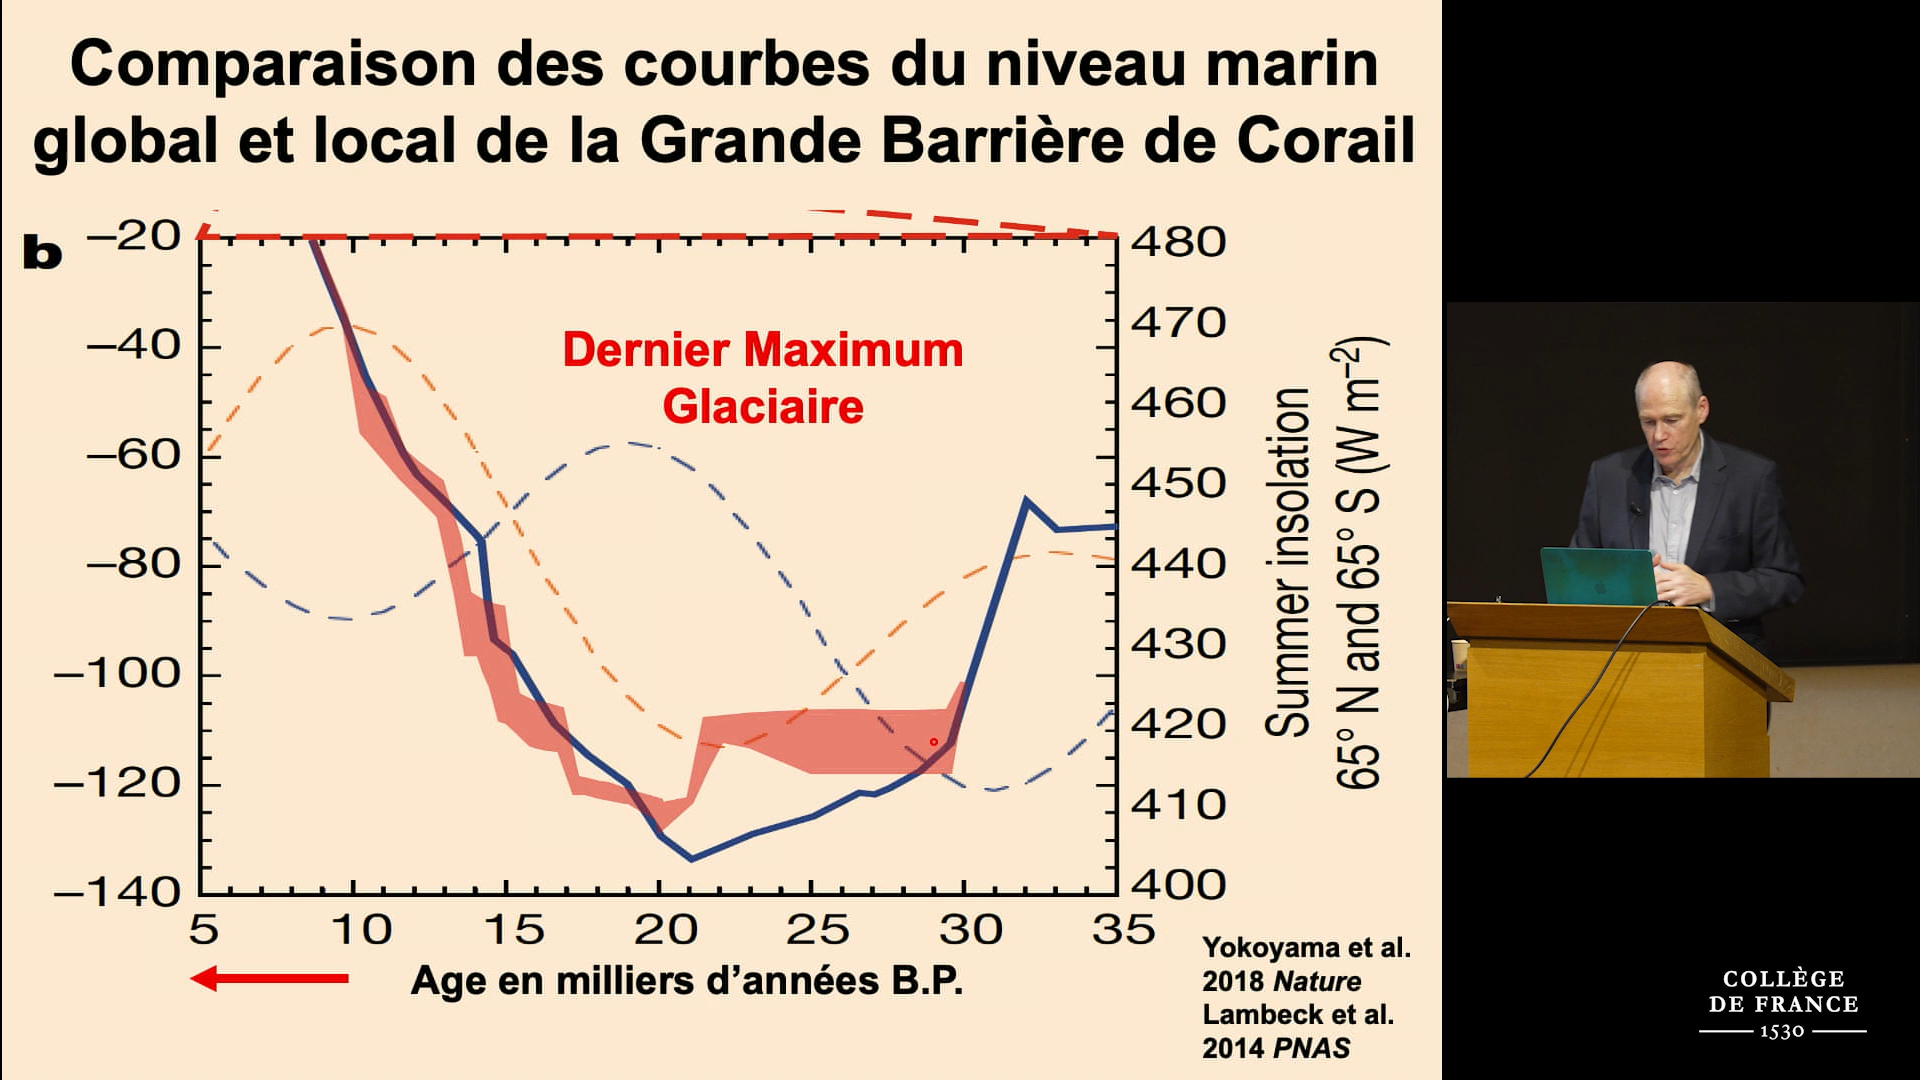 Comparaison des courbes du niveau marin
global et local de la Grande Barrière de Corail
b
–20
–40
–60
–80
–100
–120
–140
Dernier Maximum
Glaciaire
480
470
460
450
440
430
420
410
400
Summer insolation
65° N and 65° S (W m⁻²)
5 10 15 20 25 30 35
Age en milliers d’années B.P.
Yokoyama et al.
2018 Nature
Lambeck et al.
2014 PNAS
COLLÈGE
DE FRANCE
1530